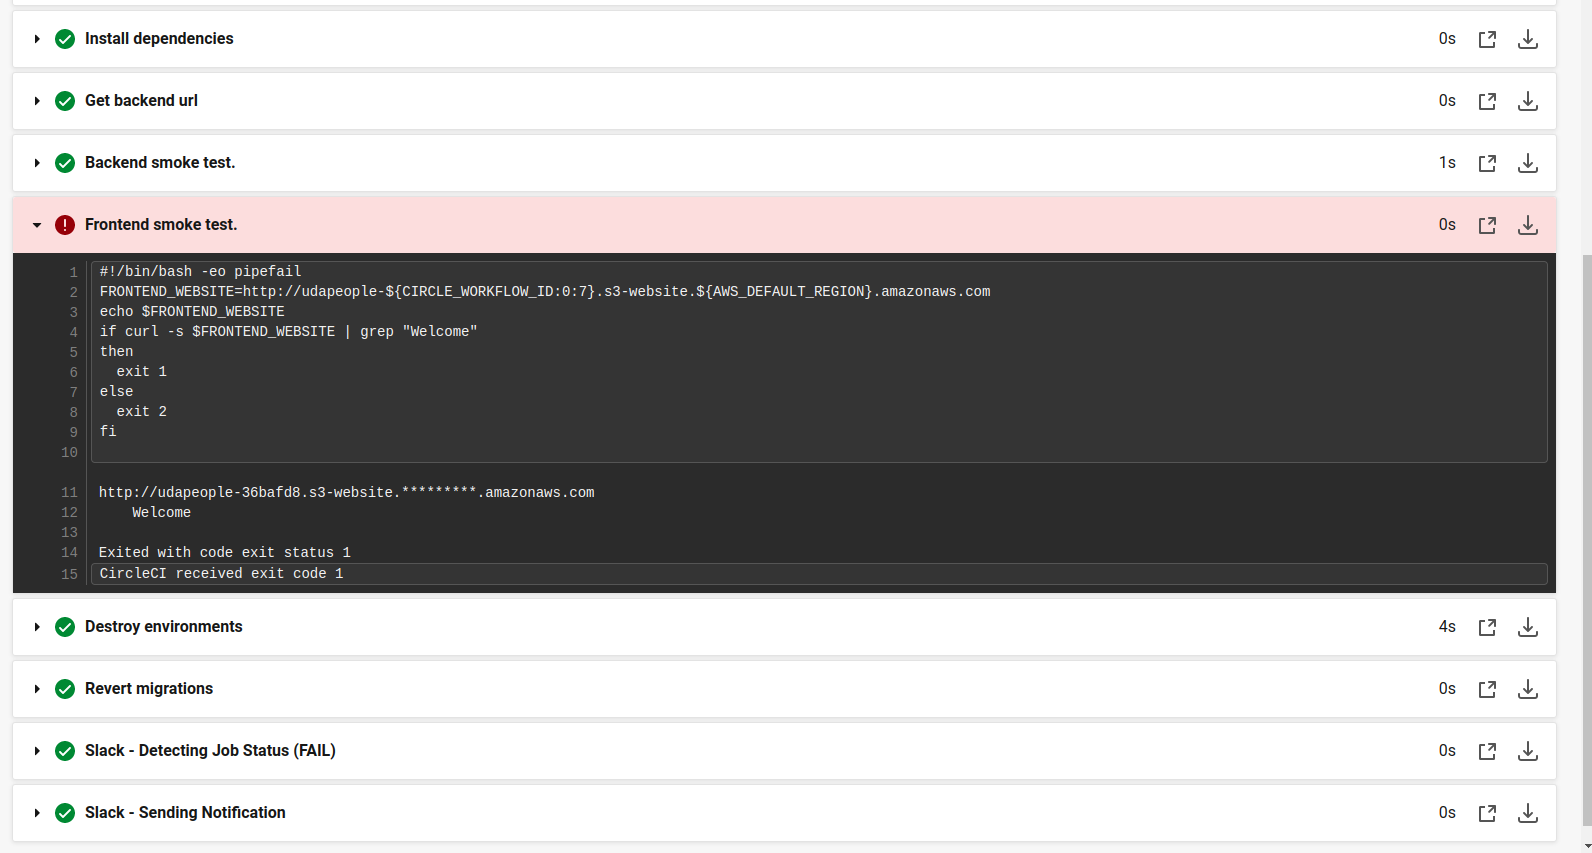 Install dependencies 0s
Get backend url 0s
Backend smoke test. 1s
Frontend smoke test. 0s
1 #!/bin/bash -eo pipefail
2 FRONTEND_WEBSITE=http://udapeople-${CIRCLE_WORKFLOW_ID:0:7}.s3-website.${AWS_DEFAULT_REGION}.amazonaws.com
3 echo $FRONTEND_WEBSITE
4 if curl -s $FRONTEND_WEBSITE | grep "Welcome"
5 then
6   exit 1
7 else
8   exit 2
9 fi
10
11 http://udapeople-36bafd8.s3-website.*********.amazonaws.com
12     Welcome
13
14 Exited with code exit status 1
15 CircleCI received exit code 1
Destroy environments 4s
Revert migrations 0s
Slack - Detecting Job Status (FAIL) 0s
Slack - Sending Notification 0s